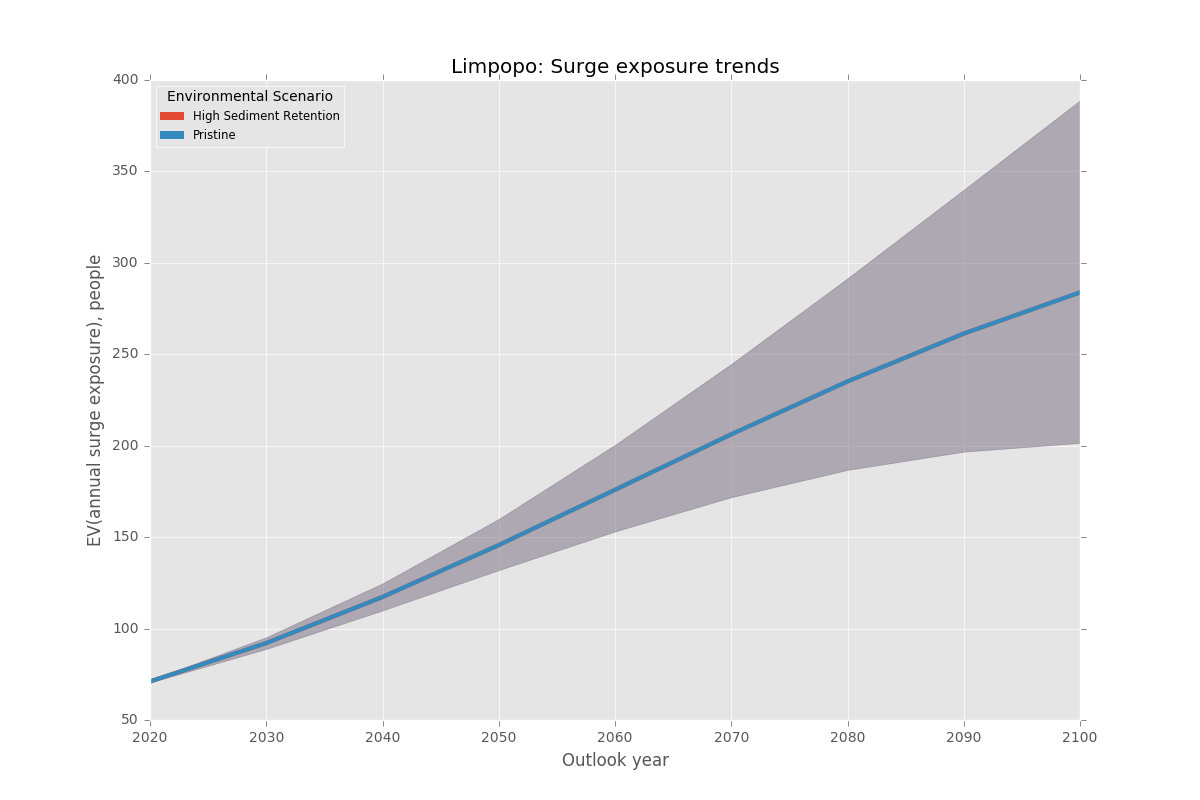 Limpopo: Surge exposure trends
400
350
300
250
200
150
100
50
EV(annual surge exposure), people
Environmental Scenario
High Sediment Retention
Pristine
2020 2030 2040 2050 2060 2070 2080 2090 2100
Outlook year